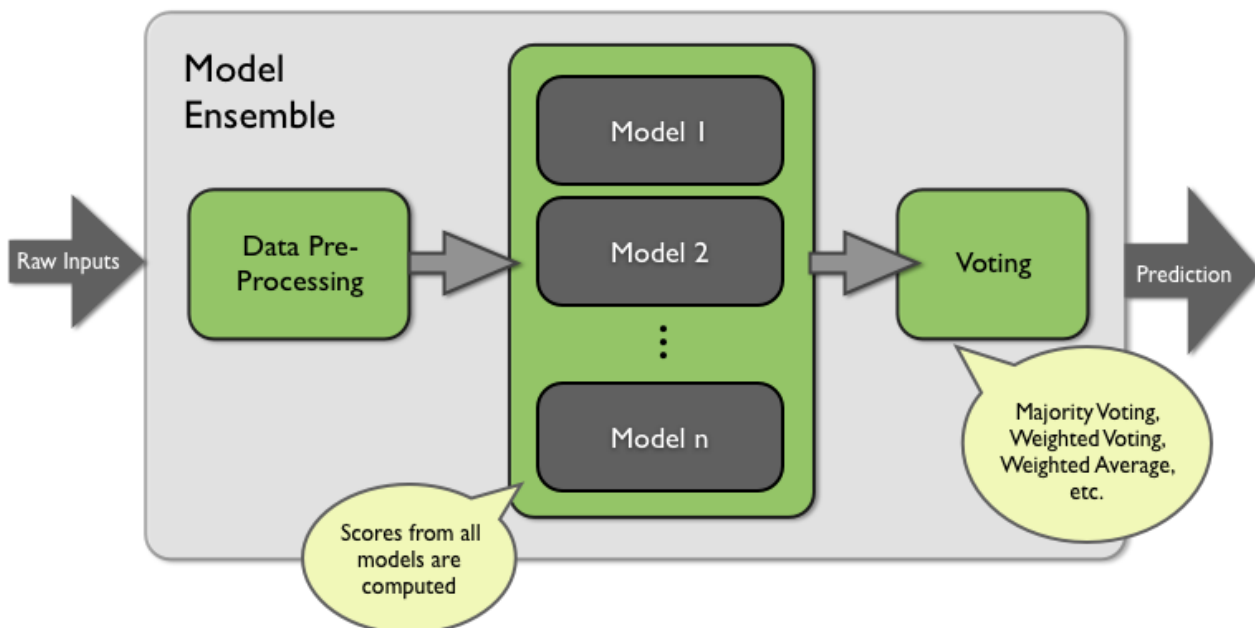 Model
Ensemble
Raw Inputs
Data Pre-
Processing
Model 1
Model 2
Model n
Voting
Prediction
Scores from all
models are
computed
Majority Voting,
Weighted Voting,
Weighted Average,
etc.